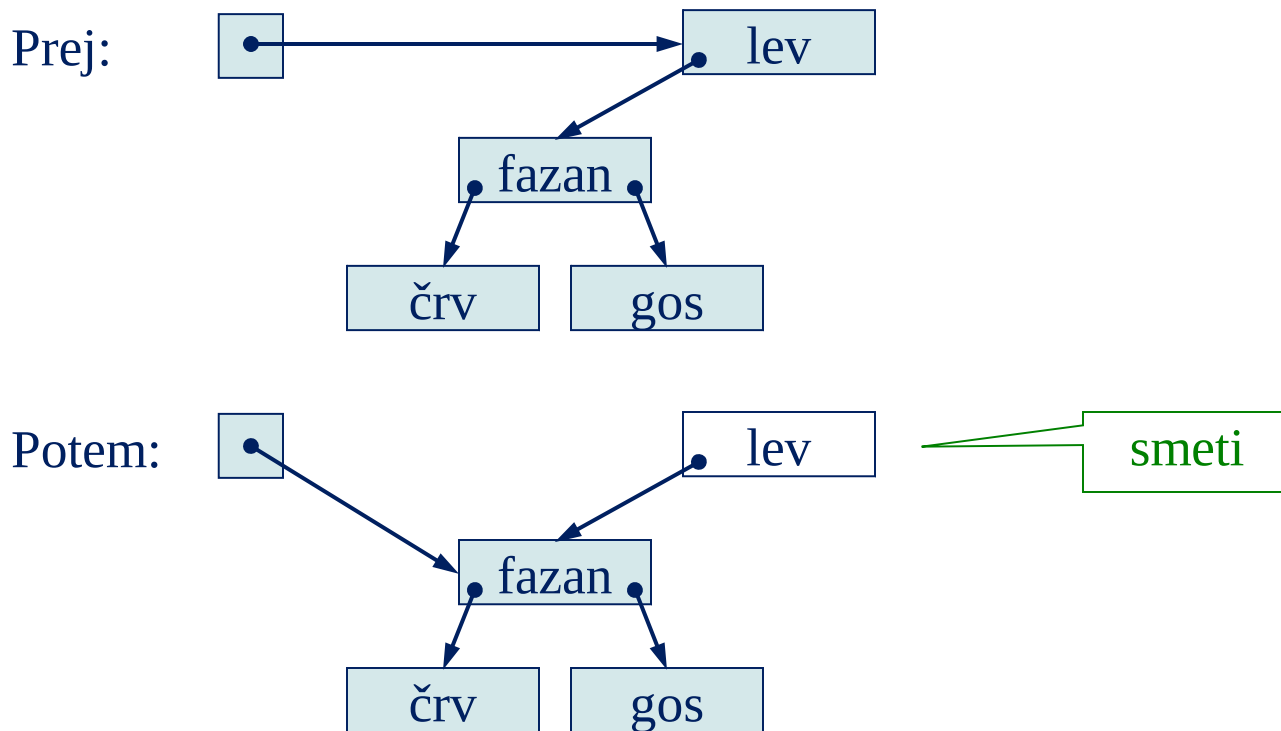 Prej:
lev
fazan
črv
gos
Potem:
lev
smeti
fazan
črv
gos